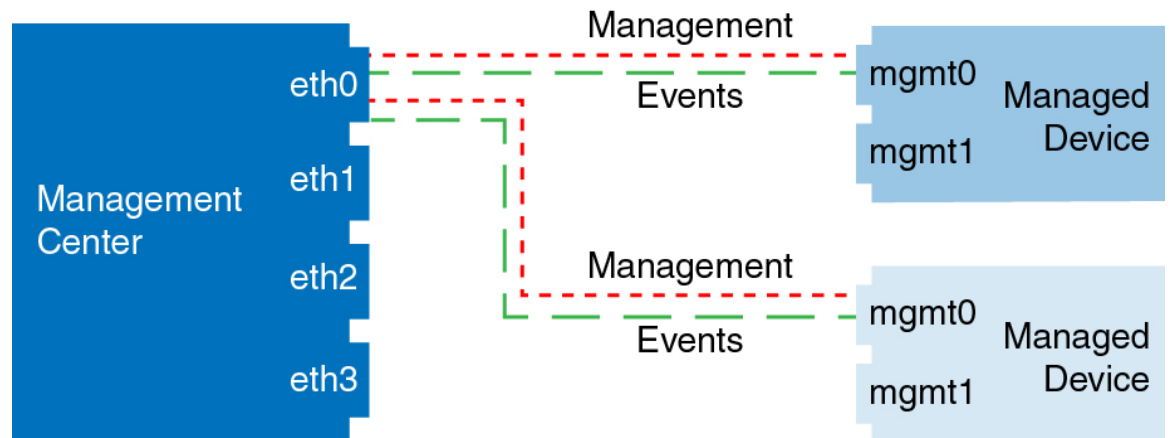 Management
Center
eth0
eth1
eth2
eth3
Management
Events
mgmt0
mgmt1
Managed
Device
Management
Events
mgmt0
mgmt1
Managed
Device